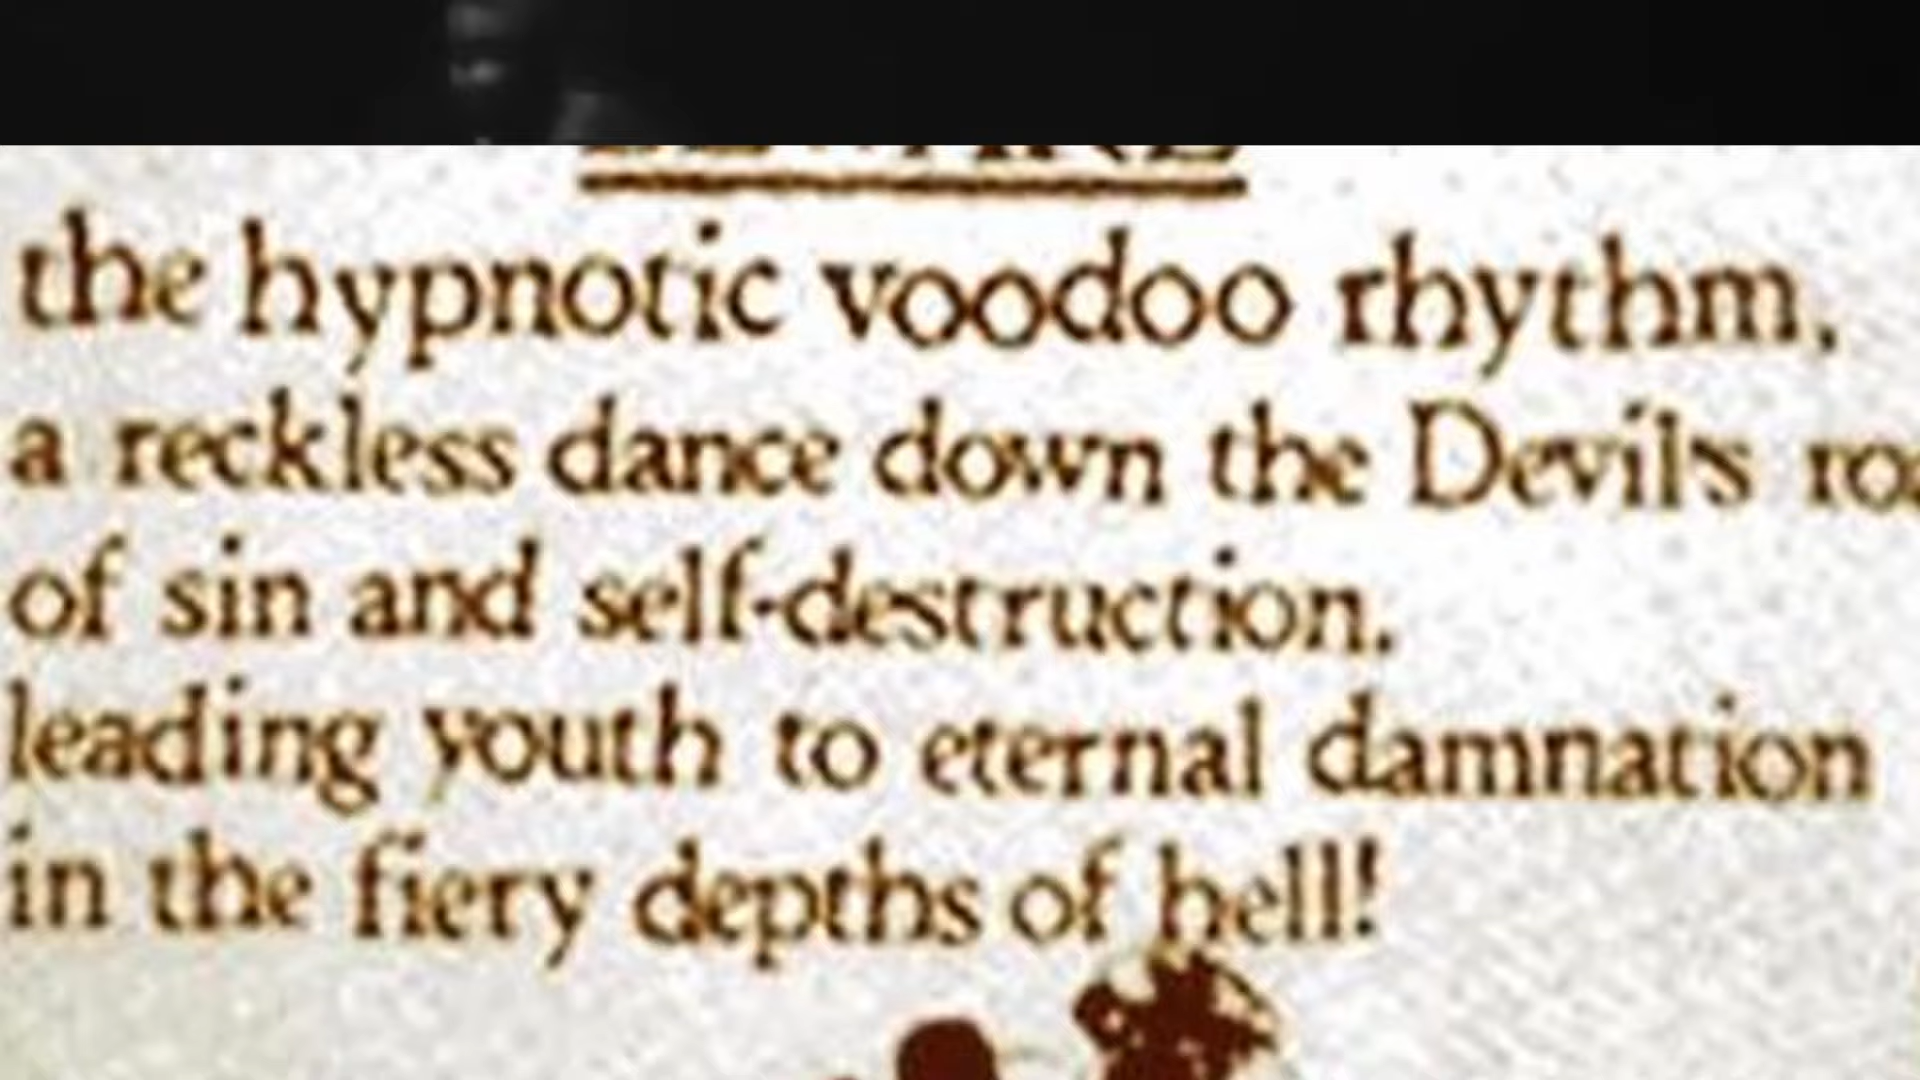 the hypnotic voodoo rhythm,
a reckless dance down the Devil's
of sin and self-destruction,
leading youth to eternal damnation
in the fiery depths of hell!